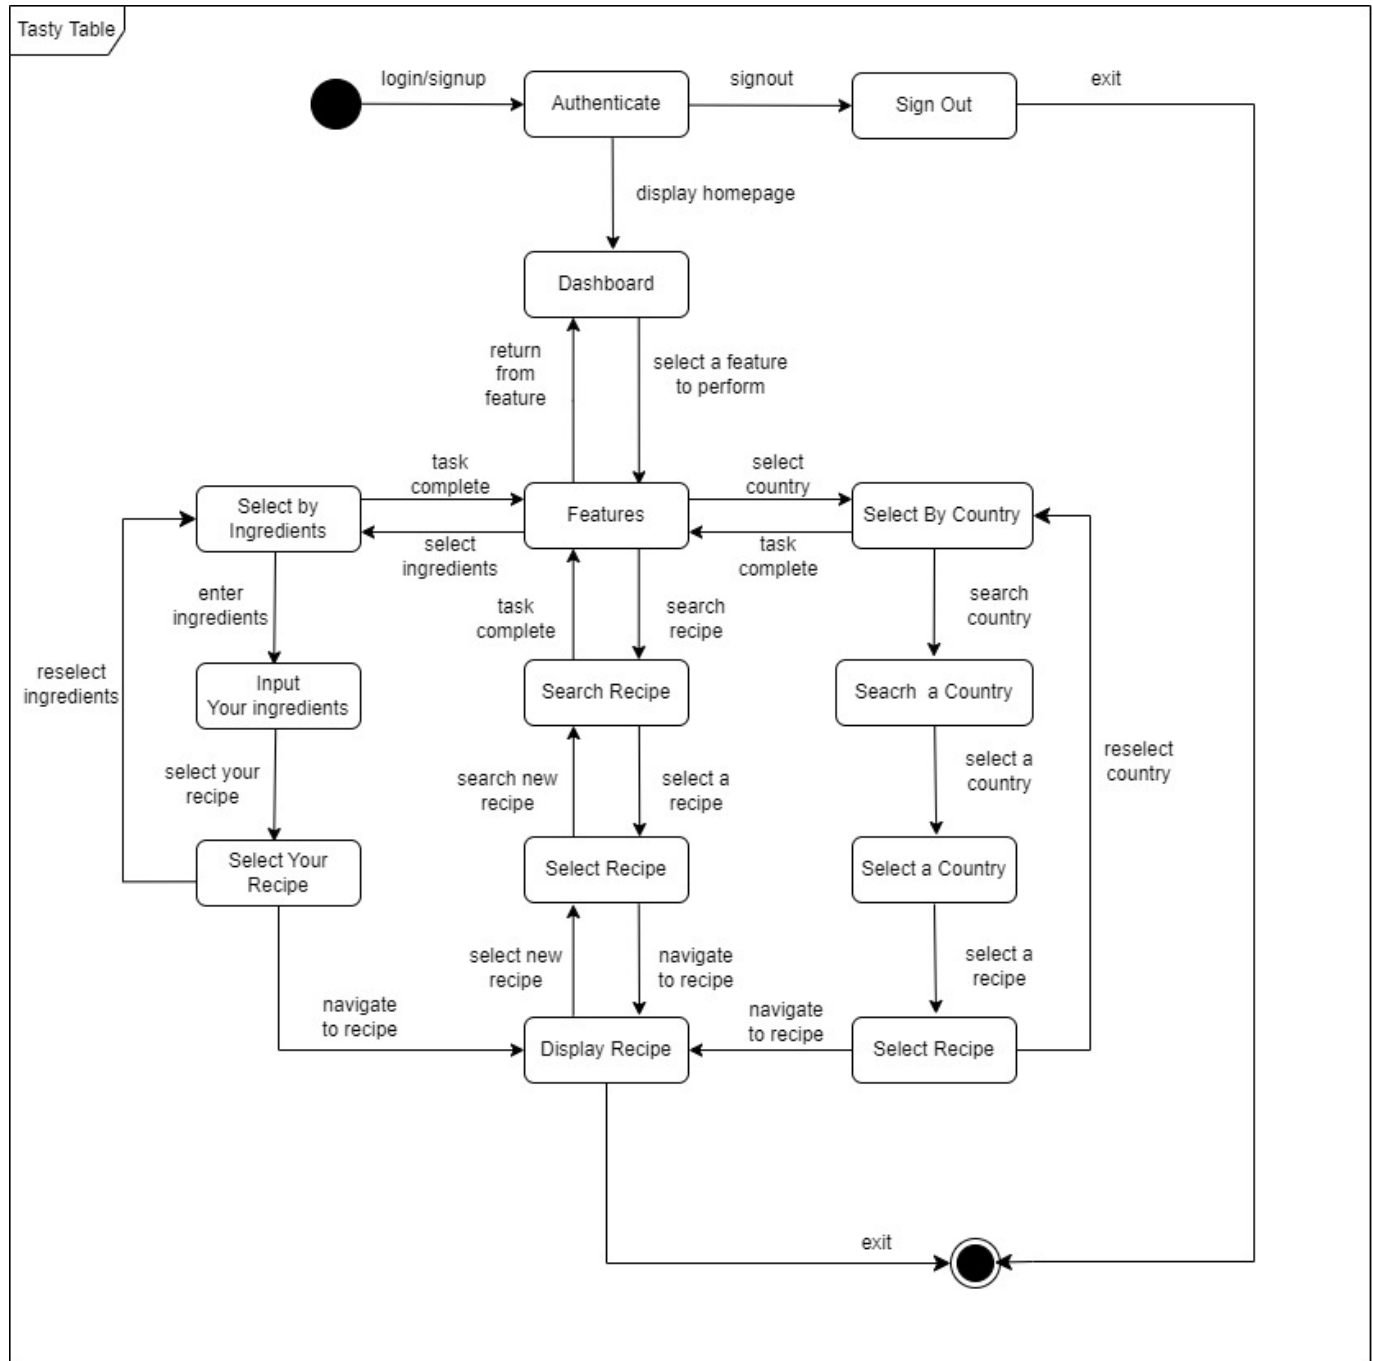 Tasty Table
login/signup
signout
exit
Authenticate
Sign Out
display homepage
Dashboard
return
from
feature
select a feature
to perform
task
complete
select
country
Select by
Ingredients
Features
Select By Country
select
ingredients
task
complete
enter
ingredients
task
complete
search
recipe
search
country
reselect
ingredients
Input
Your ingredients
Search Recipe
Seacrh a Country
reselect
country
select your
recipe
search new
recipe
select a
recipe
select a
country
Select Your
Recipe
Select Recipe
Select a Country
select new
recipe
navigate
to recipe
select a
recipe
navigate
to recipe
navigate
to recipe
Display Recipe
Select Recipe
exit